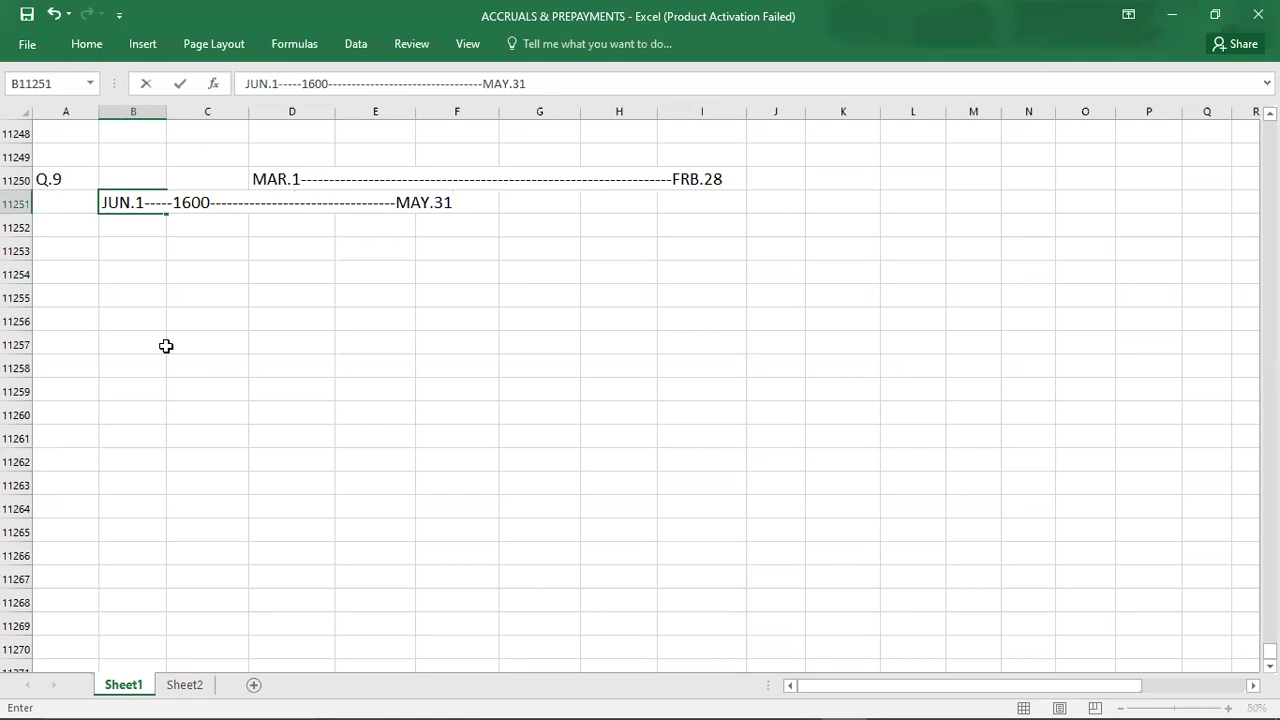 ACCRUALS & PREPAYMENTS - Excel (Product Activation Failed)
File Home Insert Page Layout Formulas Data Review View Tell me what you want to do... Share
B11251 fx JUN.1-----1600---------------------------------MAY.31
A B C D E F G H I J K L M N O P Q R
11248
11249
11250 Q.9 MAR.1------------------------------------------------------------------FRB.28
11251 JUN.1-----1600---------------------------------MAY.31
11252
11253
11254
11255
11256
11257
11258
11259
11260
11261
11262
11263
11264
11265
11266
11267
11268
11269
11270
11271
Sheet1 Sheet2
Enter 80%